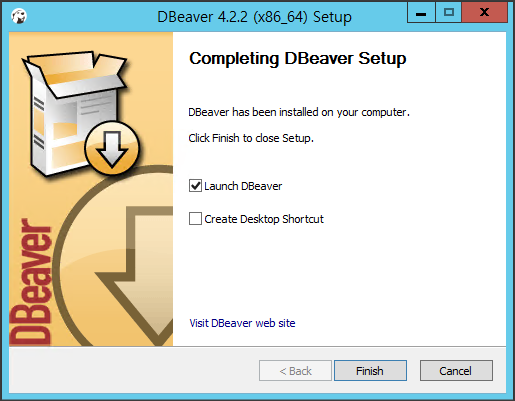 DBeaver 4.2.2 (x86_64) Setup
Completing DBeaver Setup
DBeaver has been installed on your computer.
Click Finish to close Setup.
Launch DBeaver
Create Desktop Shortcut
DBeaver
Visit DBeaver web site
< Back
Finish
Cancel